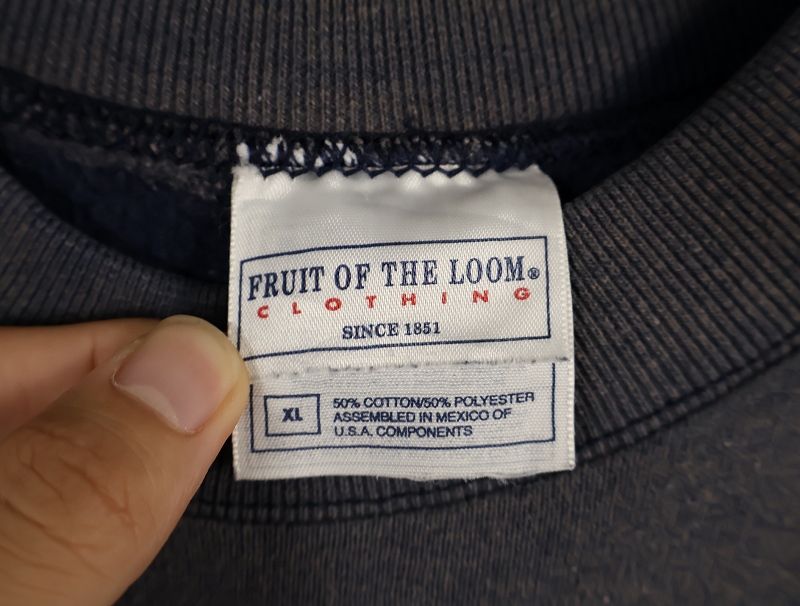 FRUIT OF THE LOOM®
CLOTHING
SINCE 1851
XL
50% COTTON/50% POLYESTER
ASSEMBLED IN MEXICO OF
U.S.A. COMPONENTS